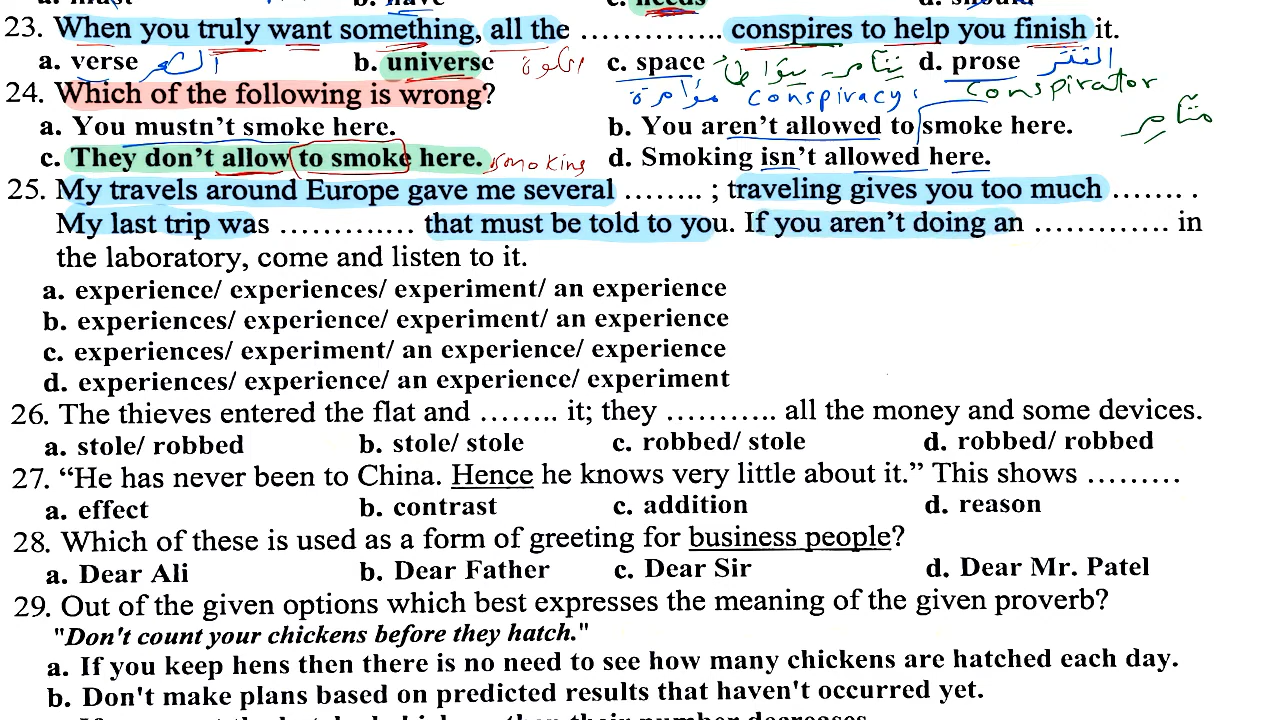 a. must b. have c. needs d. should
23. When you truly want something, all the ………….. conspires to help you finish it.
a. verse b. universe c. space d. prose
conspirator
24. Which of the following is wrong?
مؤامرة conspiracy
a. You mustn't smoke here. b. You aren't allowed to smoke here.
c. They don't allow to smoke here. smoking d. Smoking isn't allowed here.
25. My travels around Europe gave me several …….. ; traveling gives you too much …….. .
My last trip was …………. that must be told to you. If you aren't doing an …………. in
the laboratory, come and listen to it.
a. experience/ experiences/ experiment/ an experience
b. experiences/ experience/ experiment/ an experience
c. experiences/ experiment/ an experience/ experience
d. experiences/ experience/ an experience/ experiment
26. The thieves entered the flat and …….. it; they ……….. all the money and some devices.
a. stole/ robbed b. stole/ stole c. robbed/ stole d. robbed/ robbed
27. “He has never been to China. Hence he knows very little about it.” This shows ………
a. effect b. contrast c. addition d. reason
28. Which of these is used as a form of greeting for business people?
a. Dear Ali b. Dear Father c. Dear Sir d. Dear Mr. Patel
29. Out of the given options which best expresses the meaning of the given proverb?
"Don't count your chickens before they hatch."
a. If you keep hens then there is no need to see how many chickens are hatched each day.
b. Don't make plans based on predicted results that haven't occurred yet.